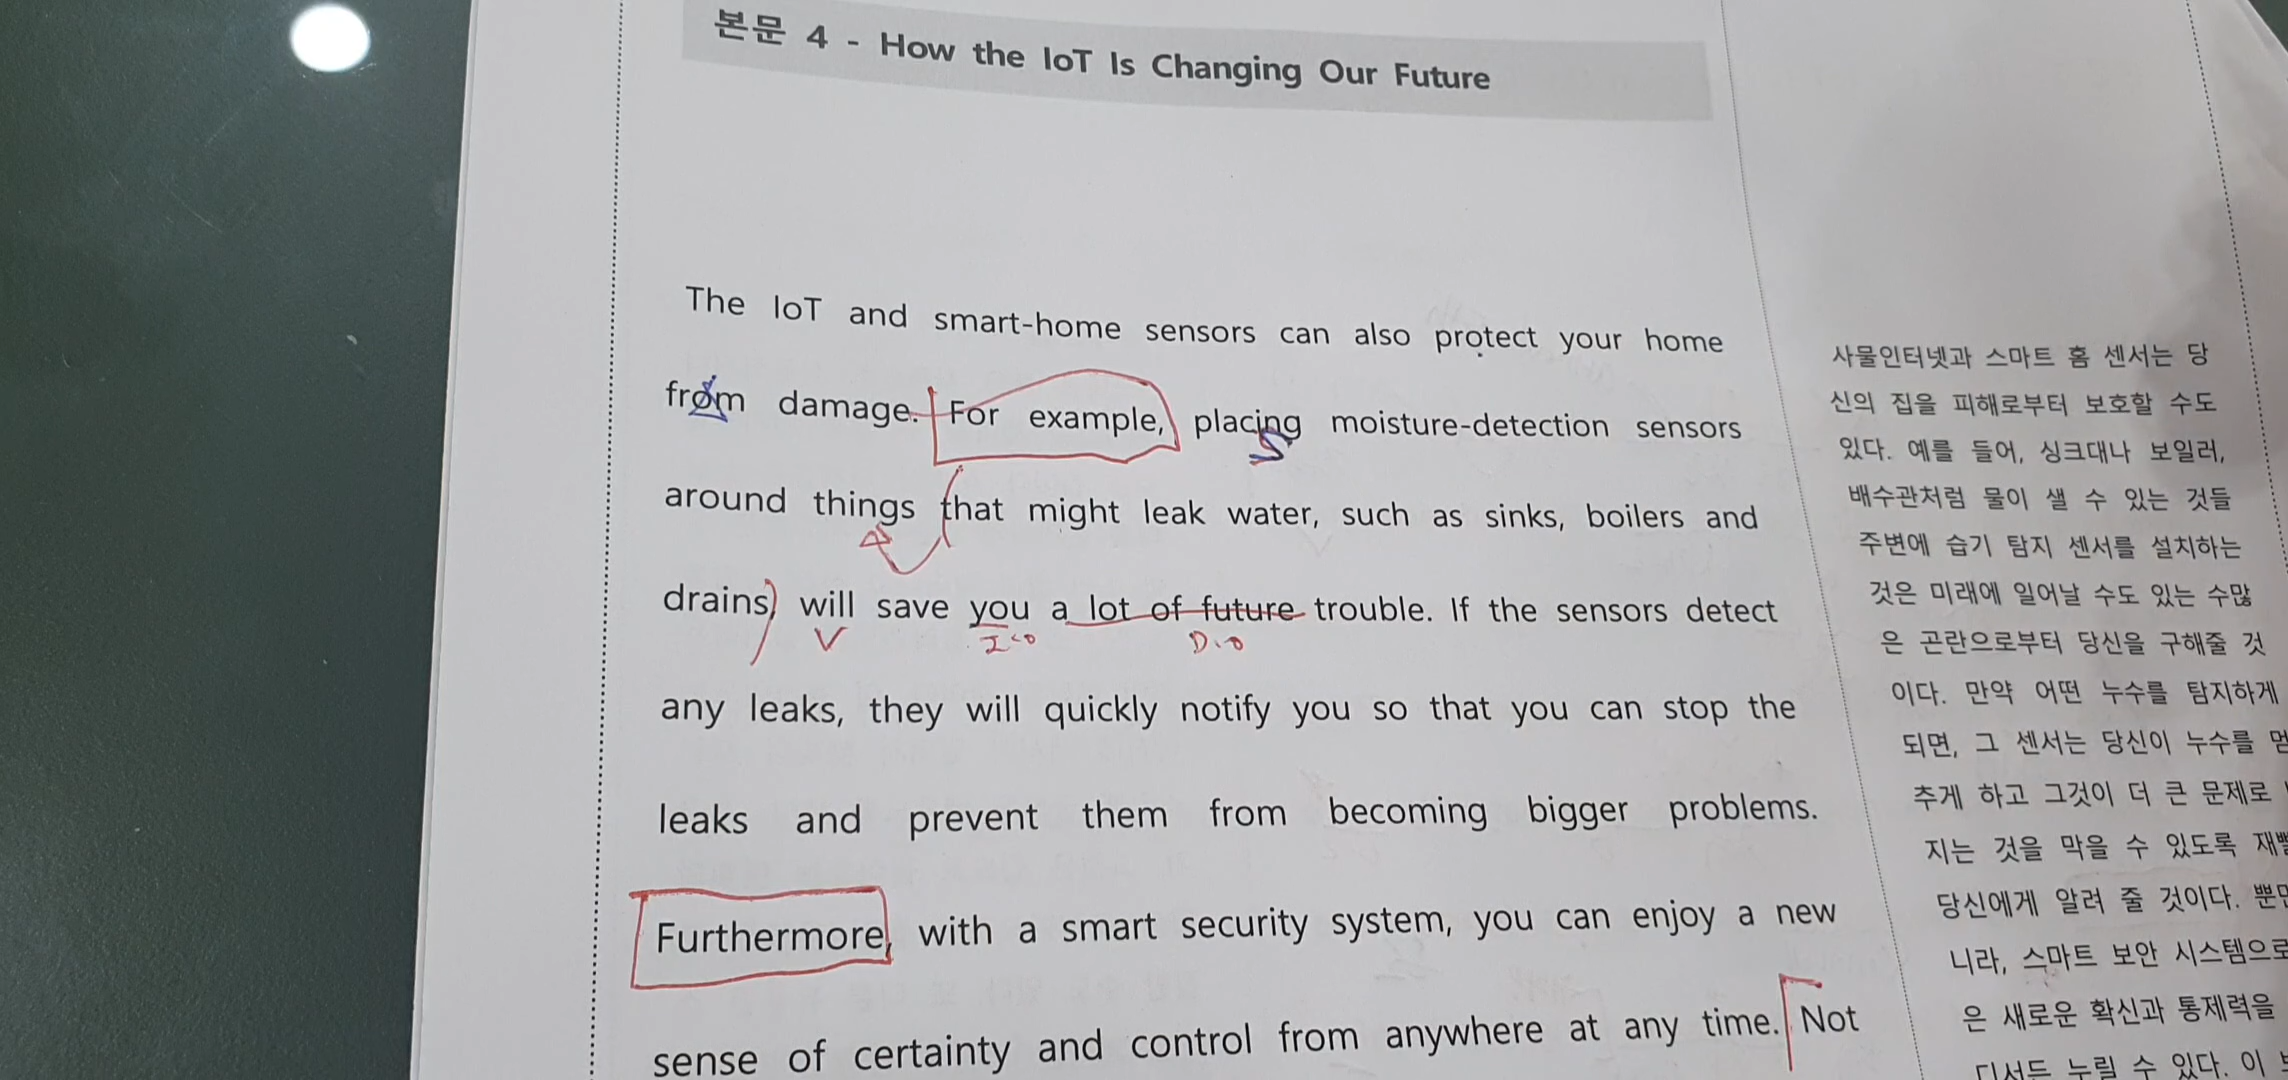 본문 4 - How the IoT Is Changing Our Future
The IoT and smart-home sensors can also protect your home
from damage. For example, placing moisture-detection sensors
S
around things that might leak water, such as sinks, boilers and
drains, will save you a lot of future trouble. If the sensors detect
V I.O D.O
any leaks, they will quickly notify you so that you can stop the
leaks and prevent them from becoming bigger problems.
Furthermore, with a smart security system, you can enjoy a new
sense of certainty and control from anywhere at any time. Not
사물인터넷과 스마트 홈 센서는 당
신의 집을 피해로부터 보호할 수도
있다. 예를 들어, 싱크대나 보일러,
배수관처럼 물이 샐 수 있는 것들
주변에 습기 탐지 센서를 설치하는
것은 미래에 일어날 수도 있는 수많
은 곤란으로부터 당신을 구해줄 것
이다. 만약 어떤 누수를 탐지하게
되면, 그 센서는 당신이 누수를 멈
추게 하고 그것이 더 큰 문제로
지는 것을 막을 수 있도록 재빨
당신에게 알려 줄 것이다. 뿐만
니라, 스마트 보안 시스템으로
은 새로운 확신과 통제력을
디서든 누릴 수 있다. 이